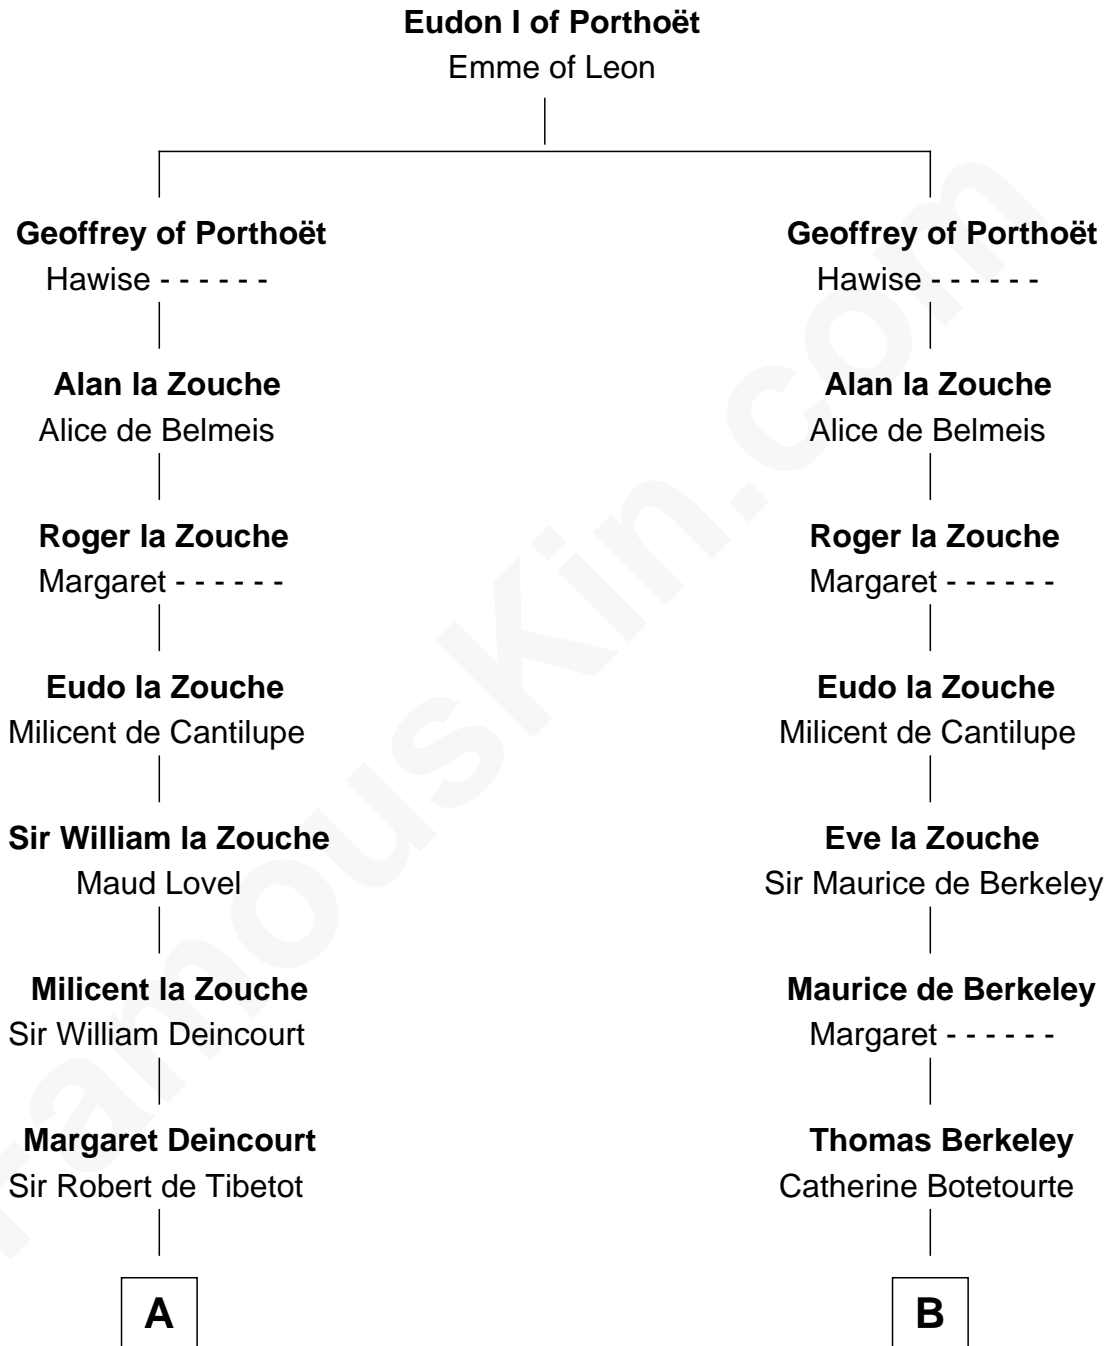 Eudon I of Porthoët
Emme of Leon
Geoffrey of Porthoët
Hawise - - - - - -
Alan la Zouche
Alice de Belmeis
Roger la Zouche
Margaret - - - - - -
Eudo la Zouche
Milicent de Cantilupe
Sir William la Zouche
Maud Lovel
Milicent la Zouche
Sir William Deincourt
Margaret Deincourt
Sir Robert de Tibetot
A
Geoffrey of Porthoët
Hawise - - - - - -
Alan la Zouche
Alice de Belmeis
Roger la Zouche
Margaret - - - - - -
Eudo la Zouche
Milicent de Cantilupe
Eve la Zouche
Sir Maurice de Berkeley
Maurice de Berkeley
Margaret - - - - - -
Thomas Berkeley
Catherine Botetourte
B
FamousKin.com